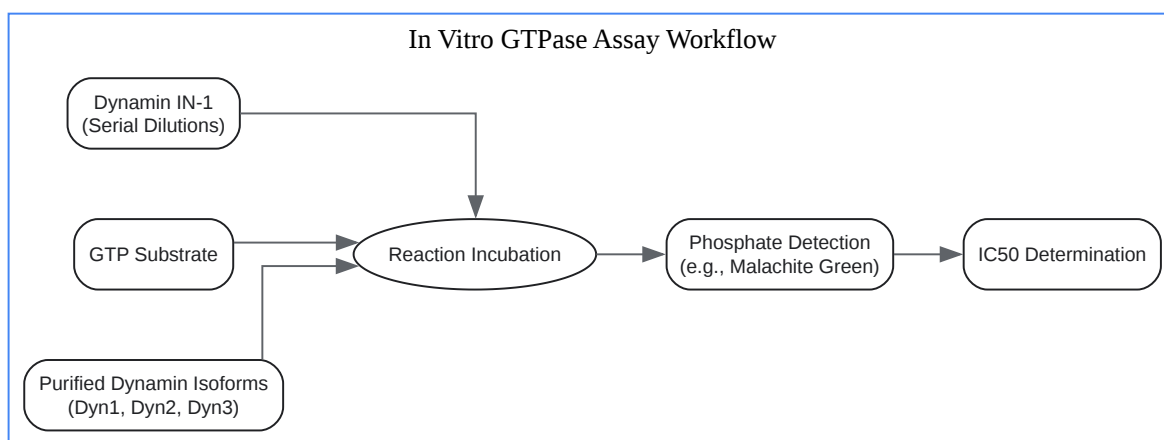 In Vitro GTPase Assay Workflow
Dynamin IN-1
(Serial Dilutions)
GTP Substrate
Purified Dynamin Isoforms
(Dyn1, Dyn2, Dyn3)
Reaction Incubation
Phosphate Detection
(e.g., Malachite Green)
IC50 Determination